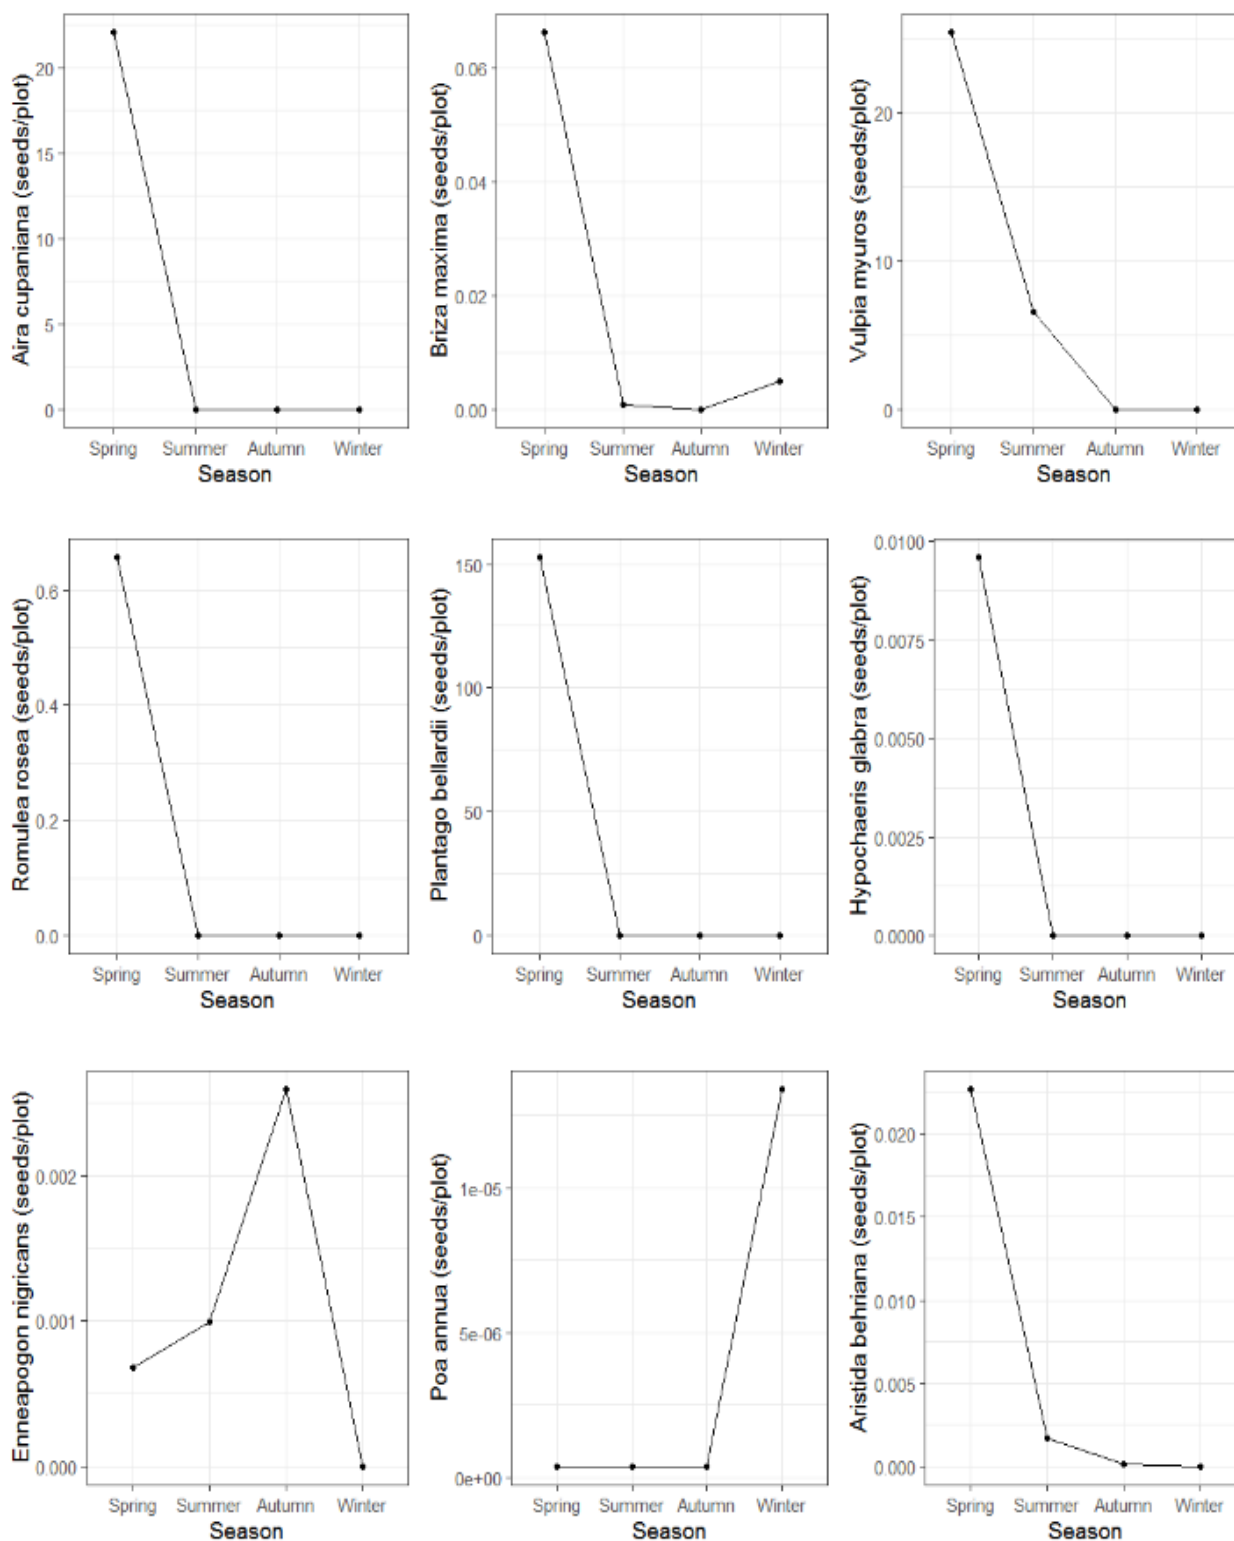 Aira cupaniana (seeds/plot)
20
15
10
5
0
Spring Summer Autumn Winter
Season
Briza maxima (seeds/plot)
0.06
0.04
0.02
0.00
Spring Summer Autumn Winter
Season
Vulpia myuros (seeds/plot)
20
10
0
Spring Summer Autumn Winter
Season
Romulea rosea (seeds/plot)
0.6
0.4
0.2
0.0
Spring Summer Autumn Winter
Season
Plantago bellardii (seeds/plot)
150
100
50
0
Spring Summer Autumn Winter
Season
Hypochaeris glabra (seeds/plot)
0.0100
0.0075
0.0050
0.0025
0.0000
Spring Summer Autumn Winter
Season
Enneapogon nigricans (seeds/plot)
0.002
0.001
0.000
Spring Summer Autumn Winter
Season
Poa annua (seeds/plot)
1e-05
5e-06
0e+00
Spring Summer Autumn Winter
Season
Aristida behriana (seeds/plot)
0.020
0.015
0.010
0.005
0.000
Spring Summer Autumn Winter
Season